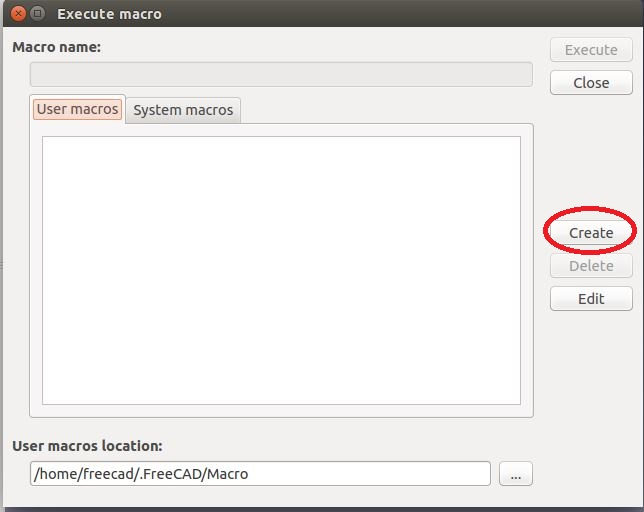 Execute macro
Macro name:
Execute
Close
User macros
System macros
Create
Delete
Edit
User macros location:
/home/freecad/.FreeCAD/Macro
...